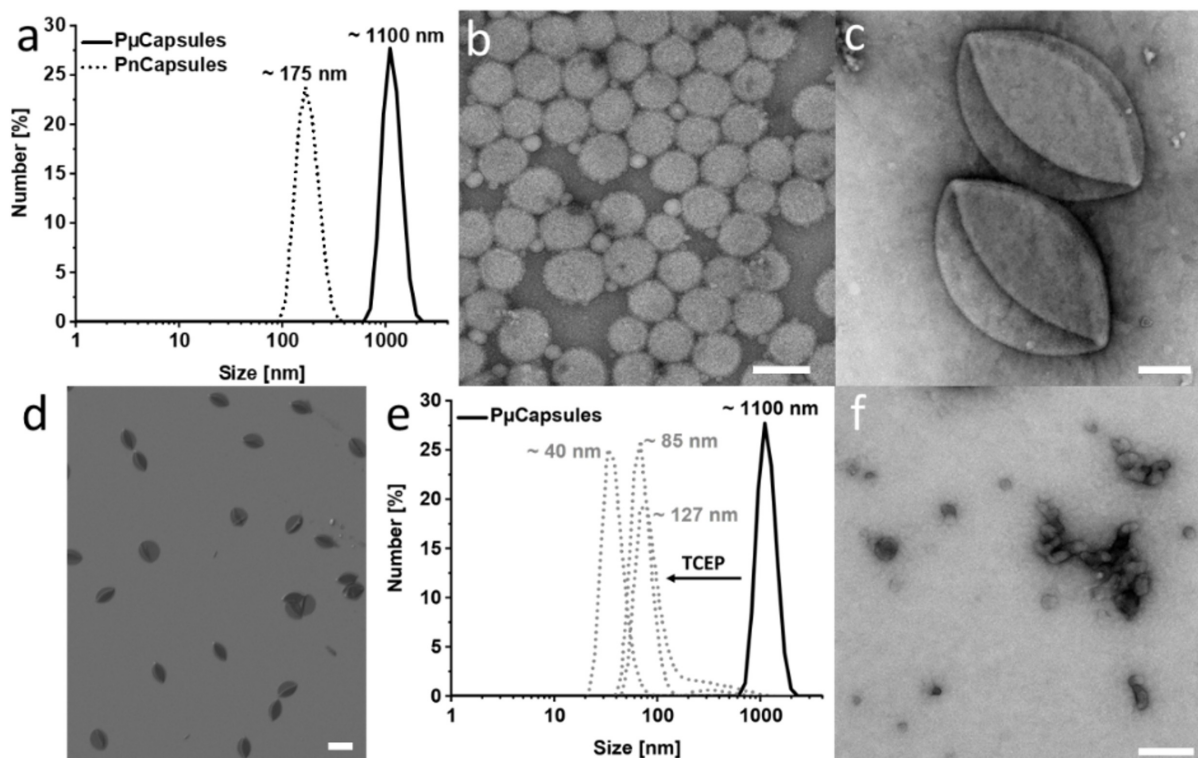 a
PµCapsules
PnCapsules
~ 1100 nm
~ 175 nm
30
25
20
15
10
5
0
Number [%]
1
10
100
1000
Size [nm]
b
c
d
e
PµCapsules
~ 1100 nm
~ 40 nm
~ 85 nm
~ 127 nm
TCEP
30
25
20
15
10
5
0
Number [%]
1
10
100
1000
Size [nm]
f